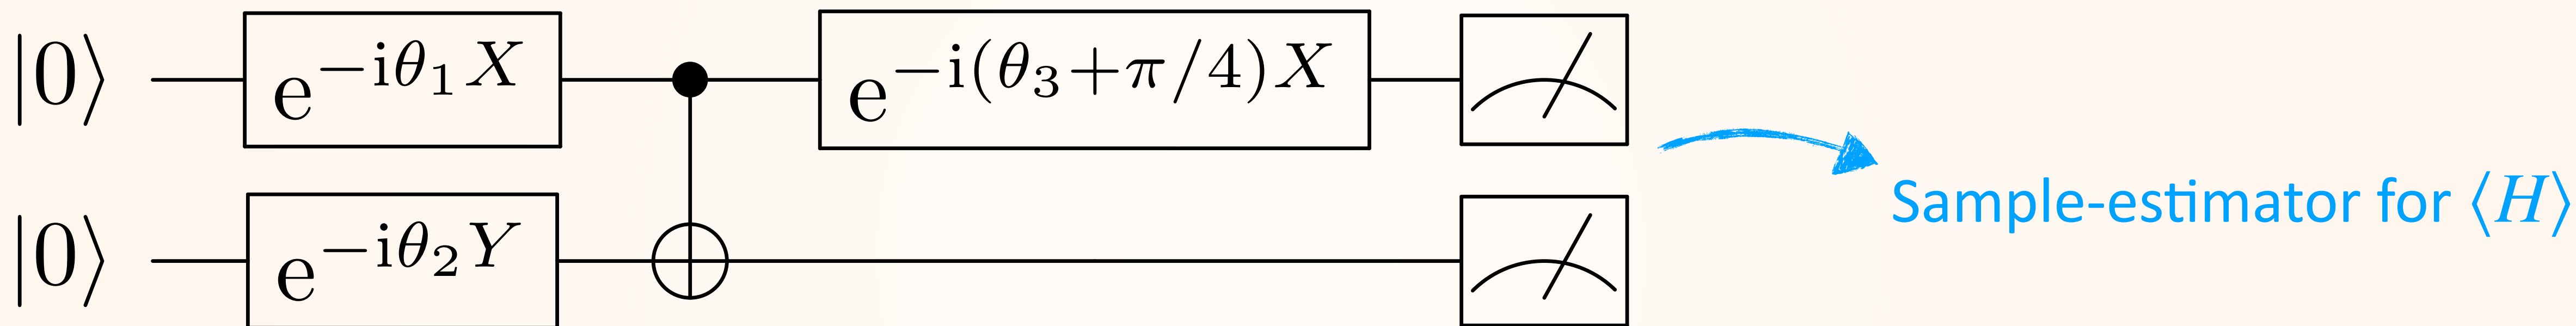 |0⟩ e^{−iθ₁X} e^{−i(θ₃+π/4)X}
Sample-estimator for ⟨H⟩
|0⟩ e^{−iθ₂Y}